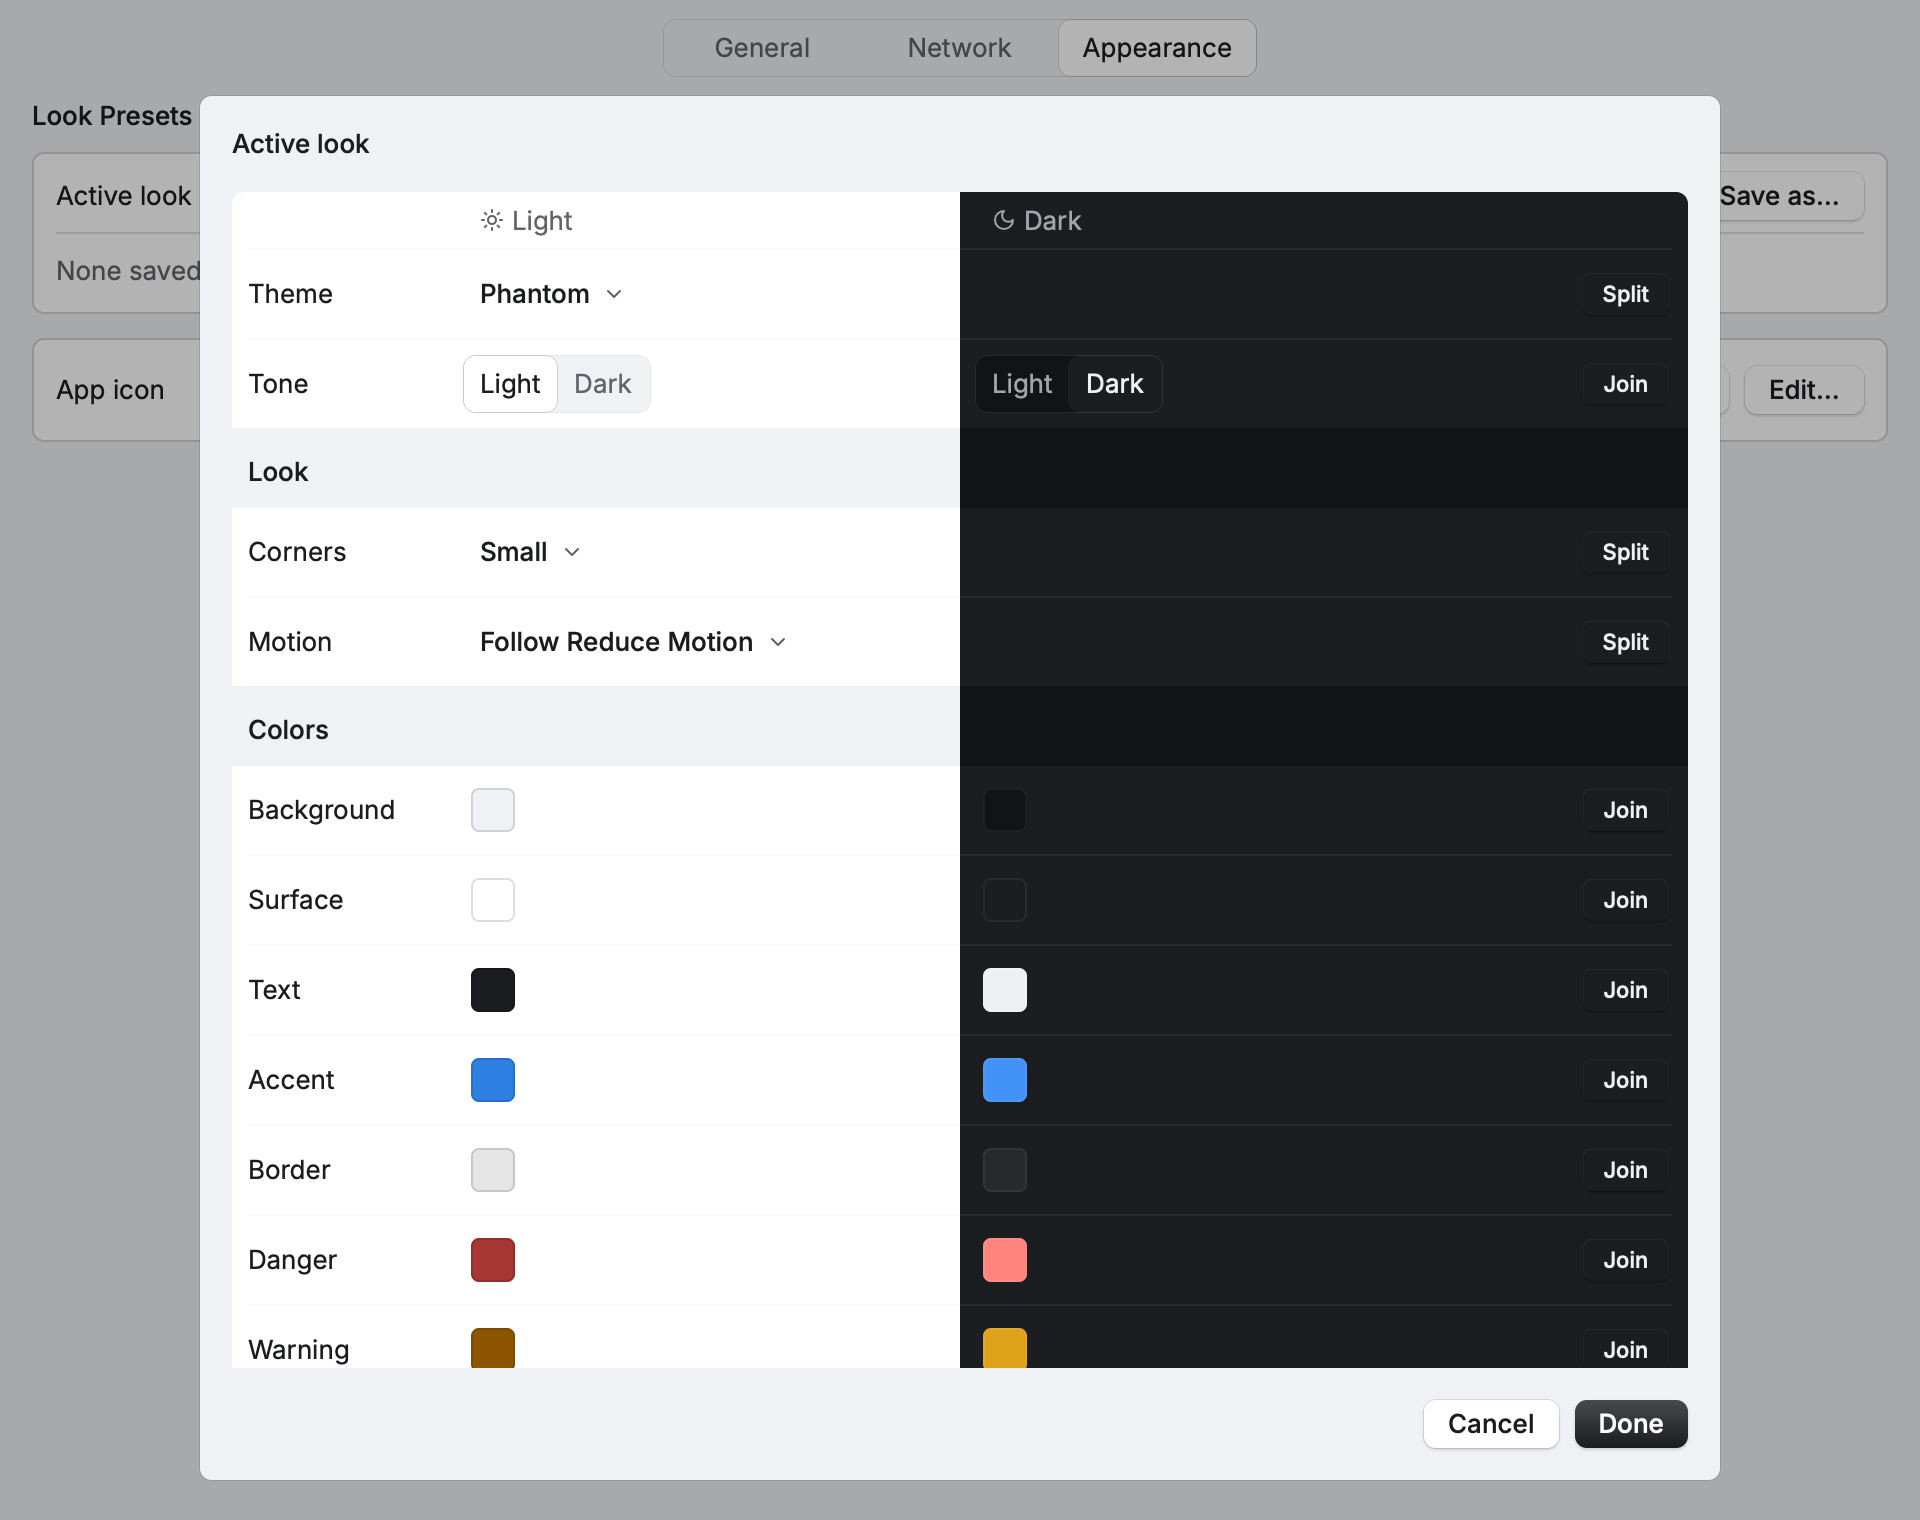 General Network Appearance
Look Presets
Active look
Save as...
None saved
App icon
Edit...
Active look
Light Dark
Theme Phantom Split
Tone Light Dark Light Dark Join
Look
Corners Small Split
Motion Follow Reduce Motion Split
Colors
Background Join
Surface Join
Text Join
Accent Join
Border Join
Danger Join
Warning Join
Cancel Done